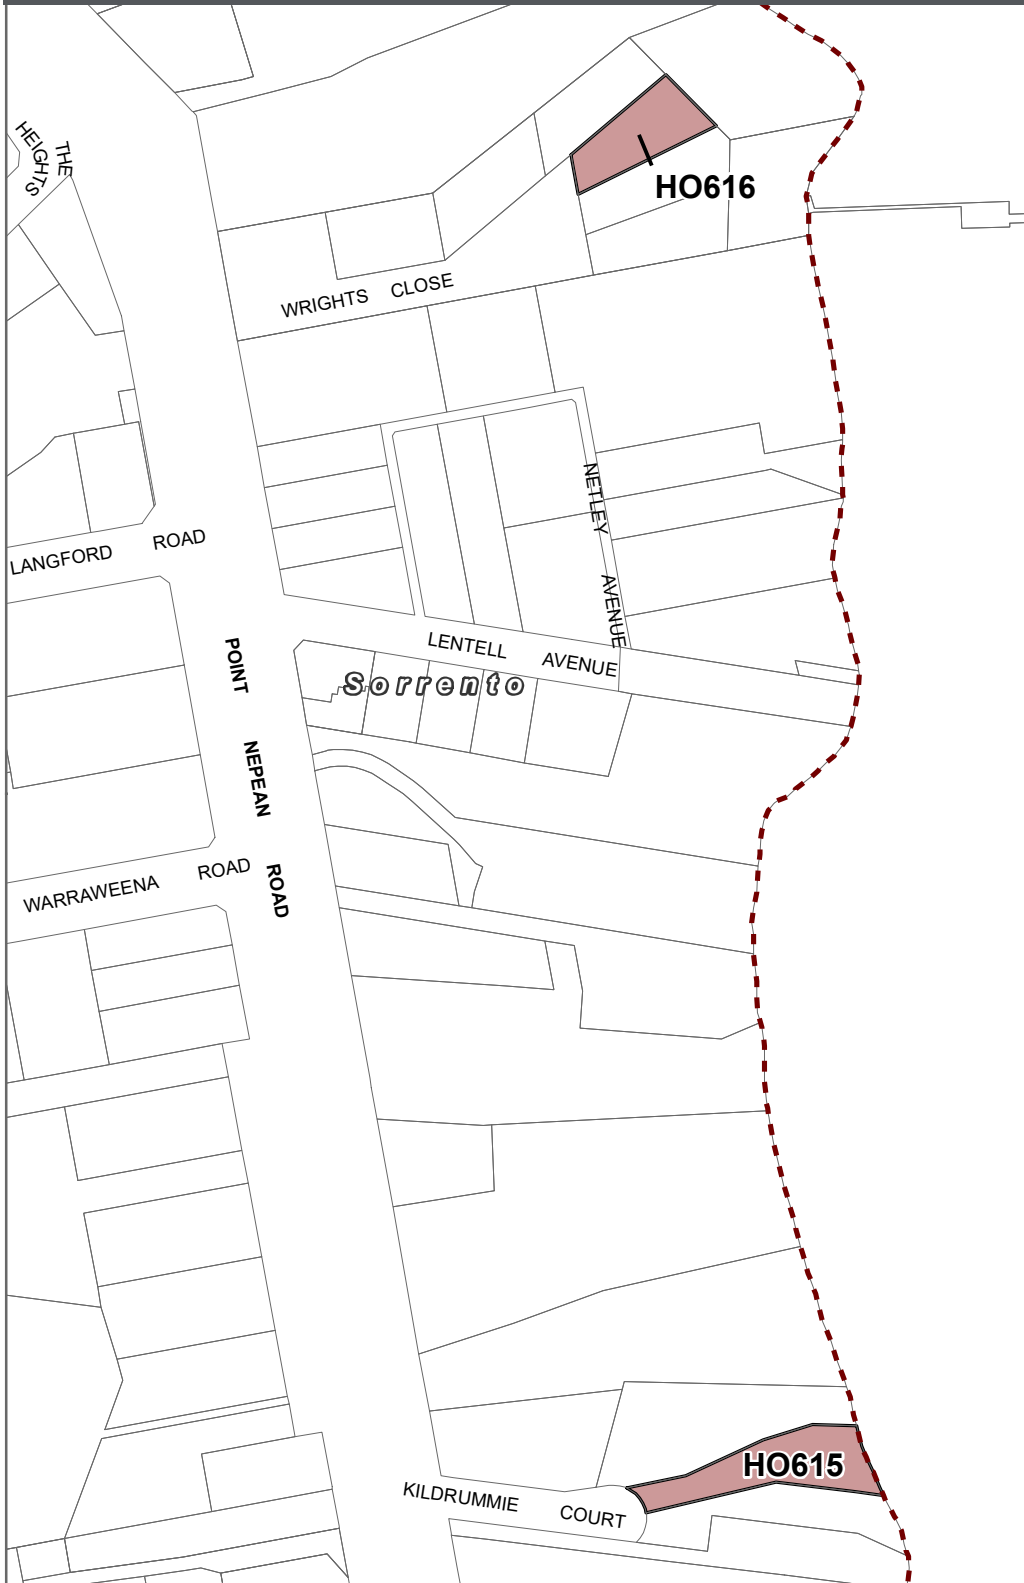 THE
HEIGHTS
HO616
WRIGHTS CLOSE
NETLEY AVENUE
LANGFORD ROAD
LENTELL AVENUE
POINT NEPEAN ROAD
Sorrento
WARRAWEENA ROAD
HO615
KILDRUMMIE COURT